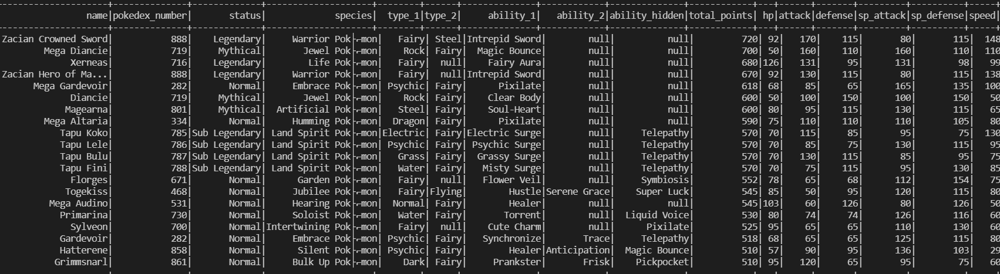 name|pokedex_number| status| species| type_1|type_2| ability_1| ability_2|ability_hidden|total_points| hp|attack|defense|sp_attack|sp_defense|speed|
Zacian Crowned Sword| 888| Legendary| Warrior Pok├⌐mon| Fairy| Steel|Intrepid Sword| null| null| 720| 92| 170| 115| 80| 115| 148
Mega Diancie| 719| Mythical| Jewel Pok├⌐mon| Rock| Fairy| Magic Bounce| null| null| 700| 50| 160| 110| 160| 110| 110
Xerneas| 716| Legendary| Life Pok├⌐mon| Fairy| null| Fairy Aura| null| null| 680|126| 131| 95| 131| 98| 99
Zacian Hero of Ma...| 888| Legendary| Warrior Pok├⌐mon| Fairy| null|Intrepid Sword| null| null| 670| 92| 130| 115| 80| 115| 138
Mega Gardevoir| 282| Normal| Embrace Pok├⌐mon| Psychic| Fairy| Pixilate| null| null| 618| 68| 85| 65| 165| 135| 100
Diancie| 719| Mythical| Jewel Pok├⌐mon| Rock| Fairy| Clear Body| null| null| 600| 50| 100| 150| 100| 150| 50
Magearna| 801| Mythical| Artificial Pok├⌐mon| Steel| Fairy| Soul-Heart| null| null| 600| 80| 95| 115| 130| 115| 65
Mega Altaria| 334| Normal| Humming Pok├⌐mon| Dragon| Fairy| Pixilate| null| null| 590| 75| 110| 110| 110| 105| 80
Tapu Koko| 785|Sub Legendary| Land Spirit Pok├⌐mon|Electric| Fairy|Electric Surge| null| Telepathy| 570| 70| 115| 85| 95| 75| 130
Tapu Lele| 786|Sub Legendary| Land Spirit Pok├⌐mon| Psychic| Fairy| Psychic Surge| null| Telepathy| 570| 70| 85| 75| 130| 115| 95
Tapu Bulu| 787|Sub Legendary| Land Spirit Pok├⌐mon| Grass| Fairy| Grassy Surge| null| Telepathy| 570| 70| 130| 115| 85| 95| 75
Tapu Fini| 788|Sub Legendary| Land Spirit Pok├⌐mon| Water| Fairy| Misty Surge| null| Telepathy| 570| 70| 75| 115| 95| 130| 85
Florges| 671| Normal| Garden Pok├⌐mon| Fairy| null| Flower Veil| null| Symbiosis| 552| 78| 65| 68| 112| 154| 75
Togekiss| 468| Normal| Jubilee Pok├⌐mon| Fairy|Flying| Hustle|Serene Grace| Super Luck| 545| 85| 50| 95| 120| 115| 80
Mega Audino| 531| Normal| Hearing Pok├⌐mon| Normal| Fairy| Healer| null| null| 545|103| 60| 126| 80| 126| 50
Primarina| 730| Normal| Soloist Pok├⌐mon| Water| Fairy| Torrent| null| Liquid Voice| 530| 80| 74| 74| 126| 116| 60
Sylveon| 700| Normal|Intertwining Pok├⌐mon| Fairy| null| Cute Charm| null| Pixilate| 525| 95| 65| 65| 110| 130| 60
Gardevoir| 282| Normal| Embrace Pok├⌐mon| Psychic| Fairy| Synchronize| Trace| Telepathy| 518| 68| 65| 65| 125| 115| 80
Hatterene| 858| Normal| Silent Pok├⌐mon| Psychic| Fairy| Healer|Anticipation| Magic Bounce| 510| 57| 90| 95| 136| 103| 29
Grimmsnarl| 861| Normal| Bulk Up Pok├⌐mon| Dark| Fairy| Prankster| Frisk| Pickpocket| 510| 95| 120| 65| 95| 75| 60